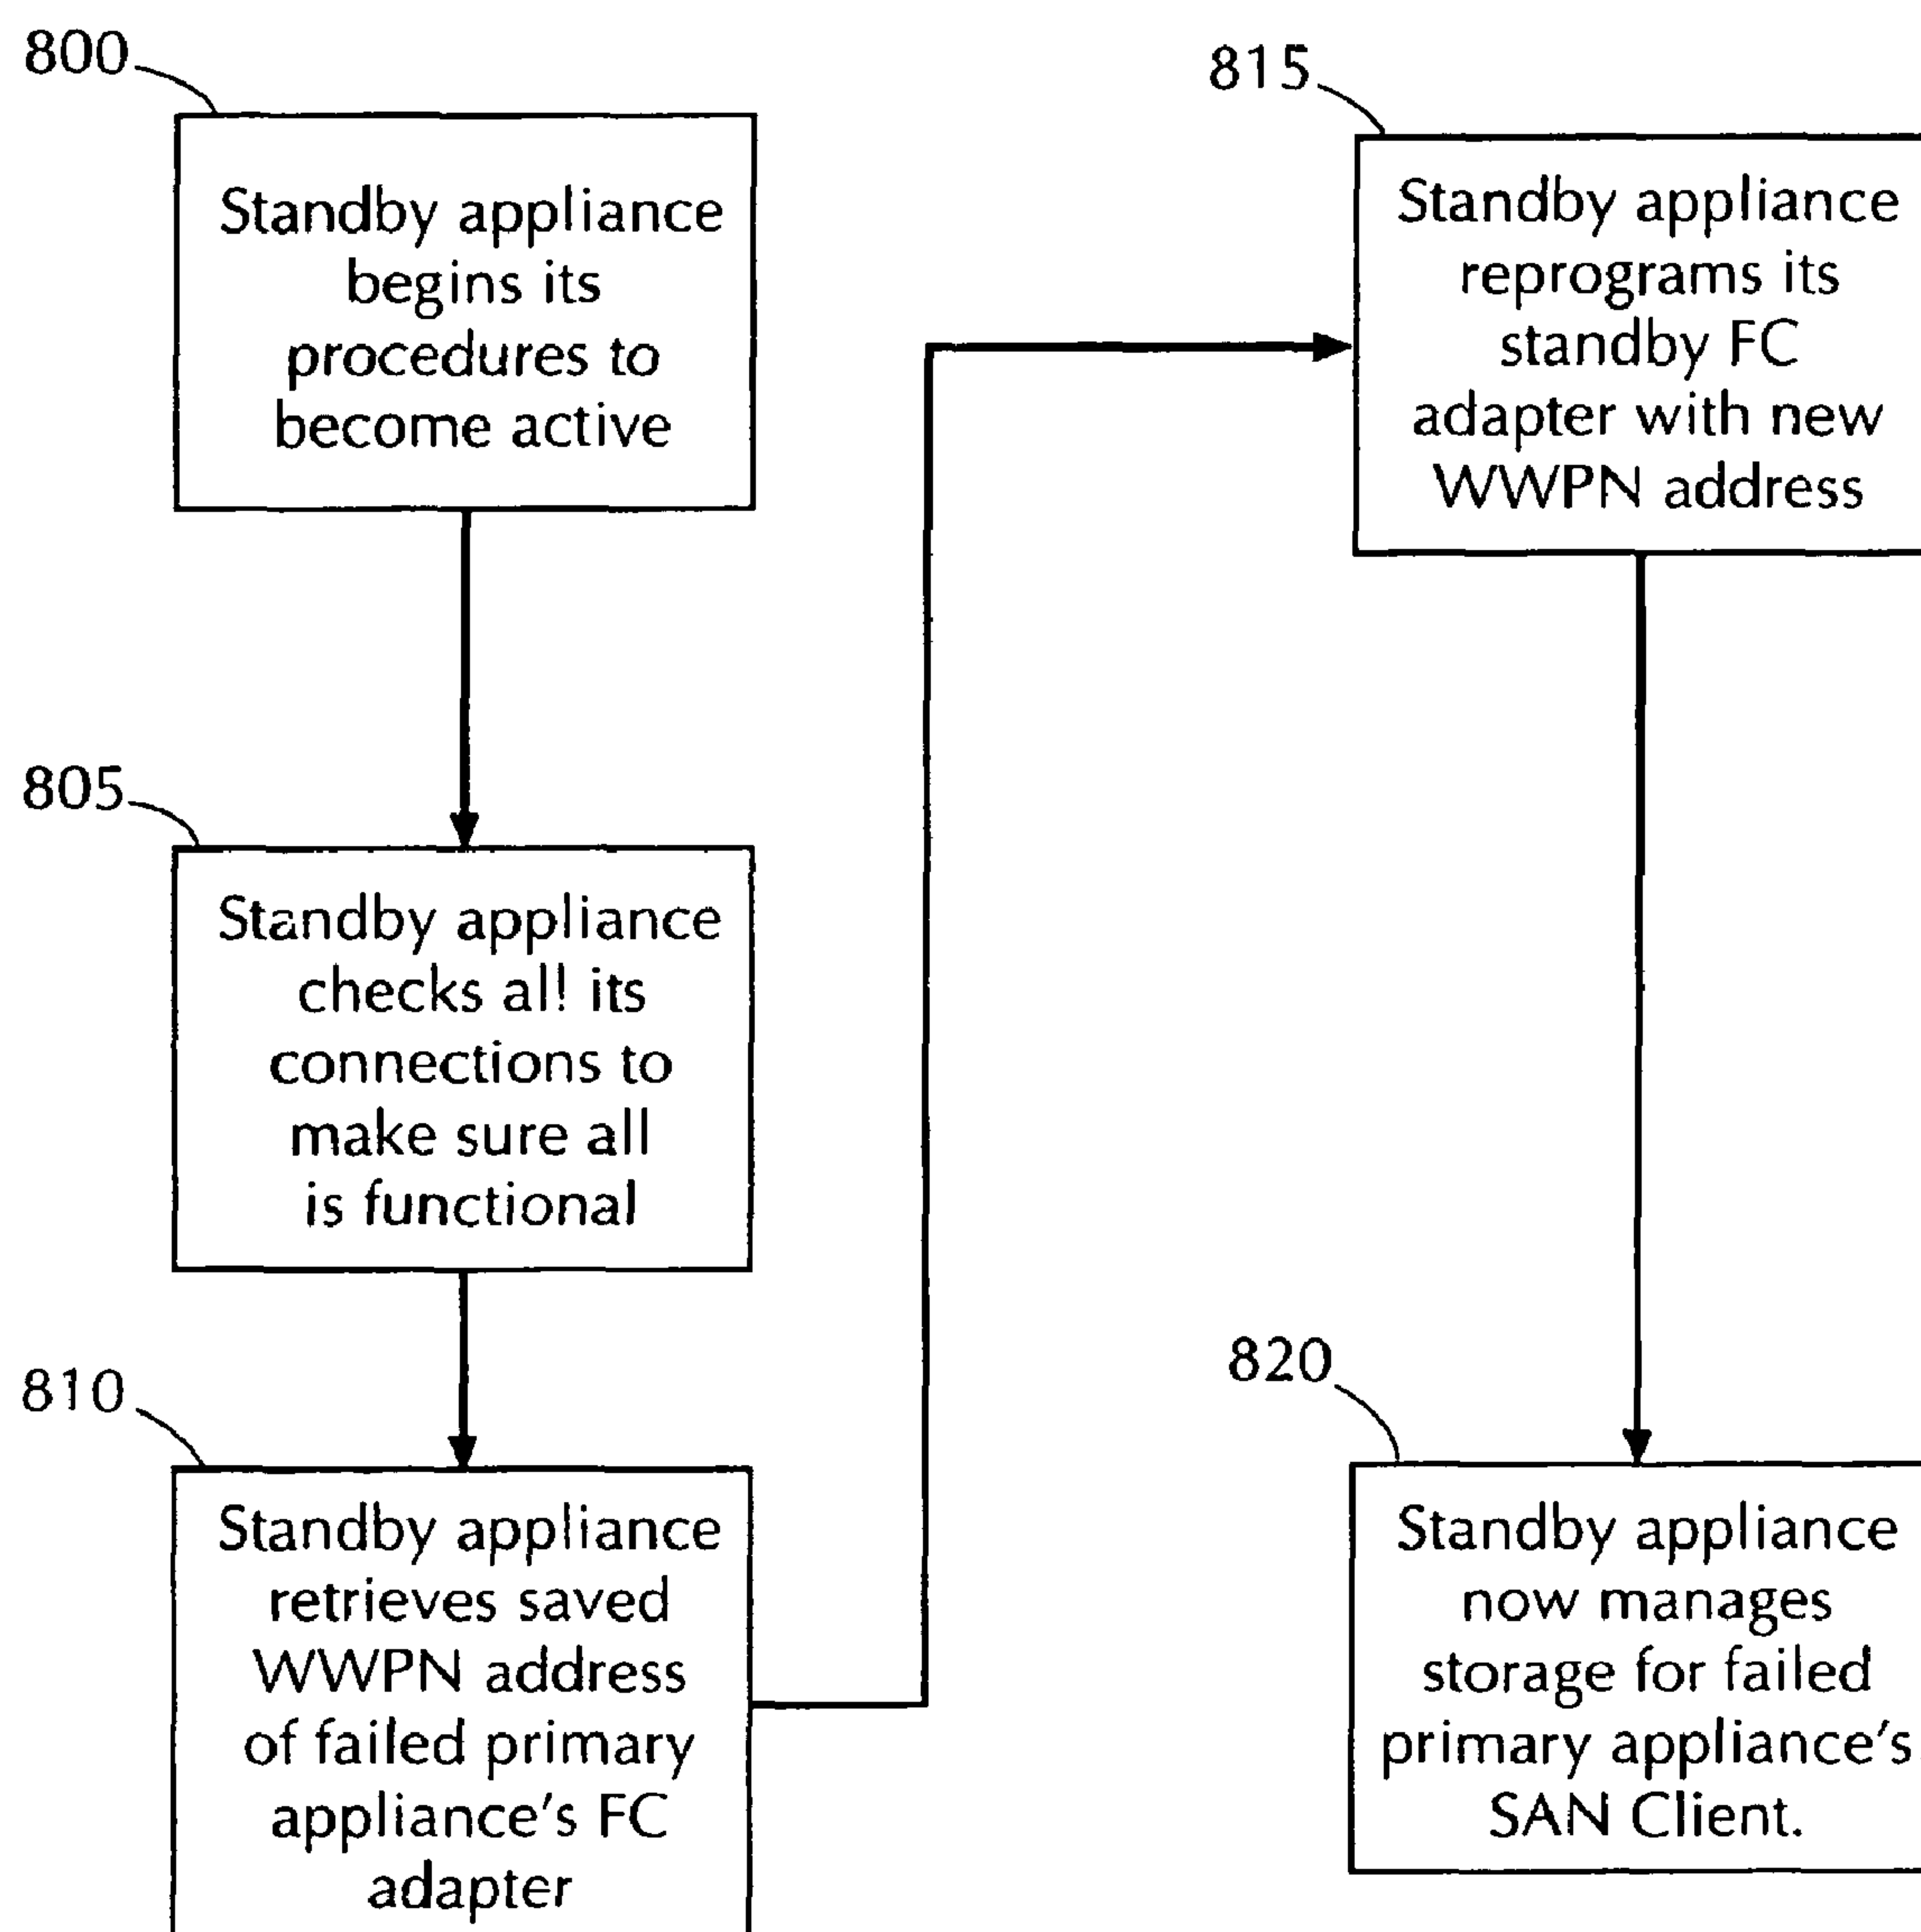 800
Standby appliance
begins its
procedures to
become active
805
Standby appliance
checks all its
connections to
make sure all
is functional
810
Standby appliance
retrieves saved
WWPN address
of failed primary
appliance's FC
adapter
815
Standby appliance
reprograms its
standby FC
adapter with new
WWPN address
820
Standby appliance
now manages
storage for failed
primary appliance's
SAN Client.